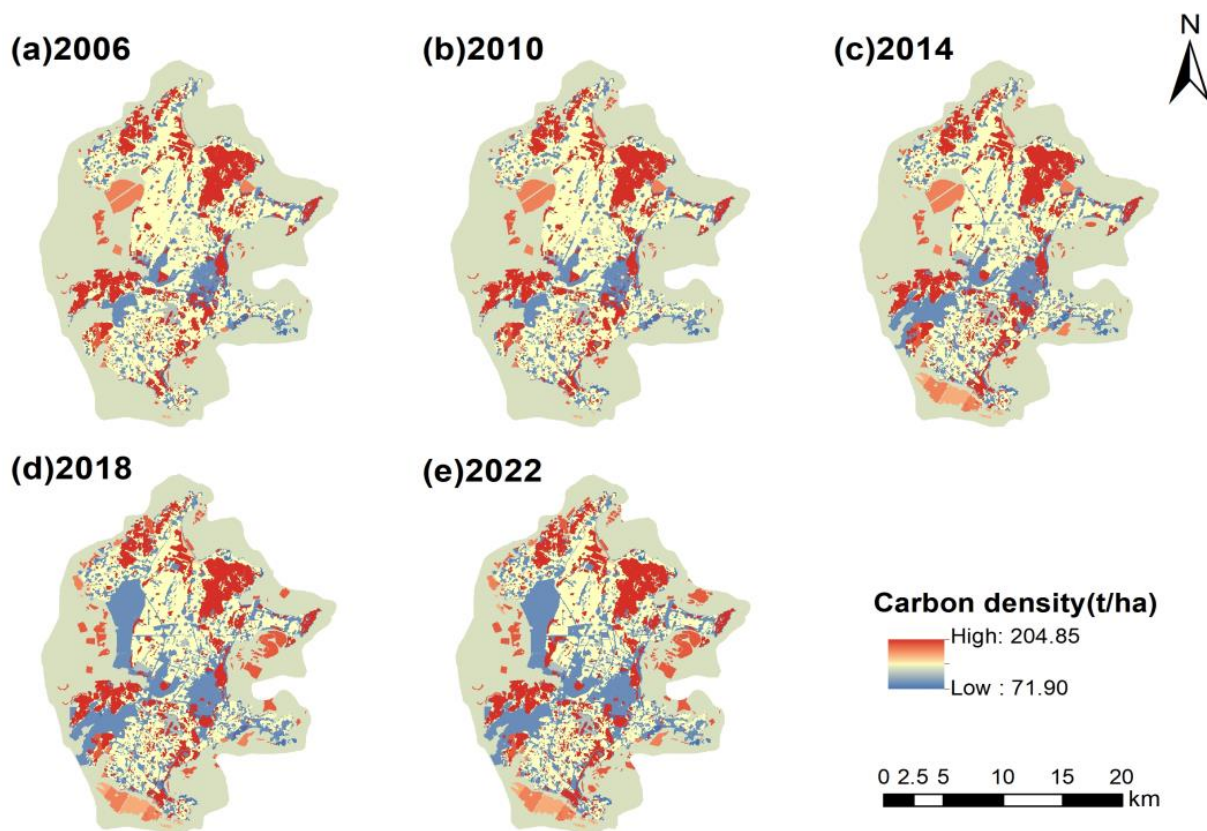 (a)2006
(b)2010
(c)2014
N
(d)2018
(e)2022
Carbon density(t/ha)
High: 204.85
Low : 71.90
0 2.5 5 10 15 20
km